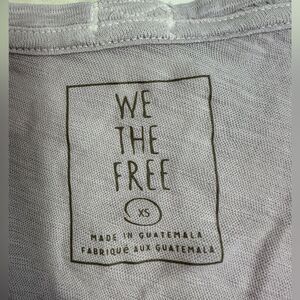 WE
THE
FREE
XS
MADE IN GUATEMALA
FABRIQUÉ AUX GUATEMALA